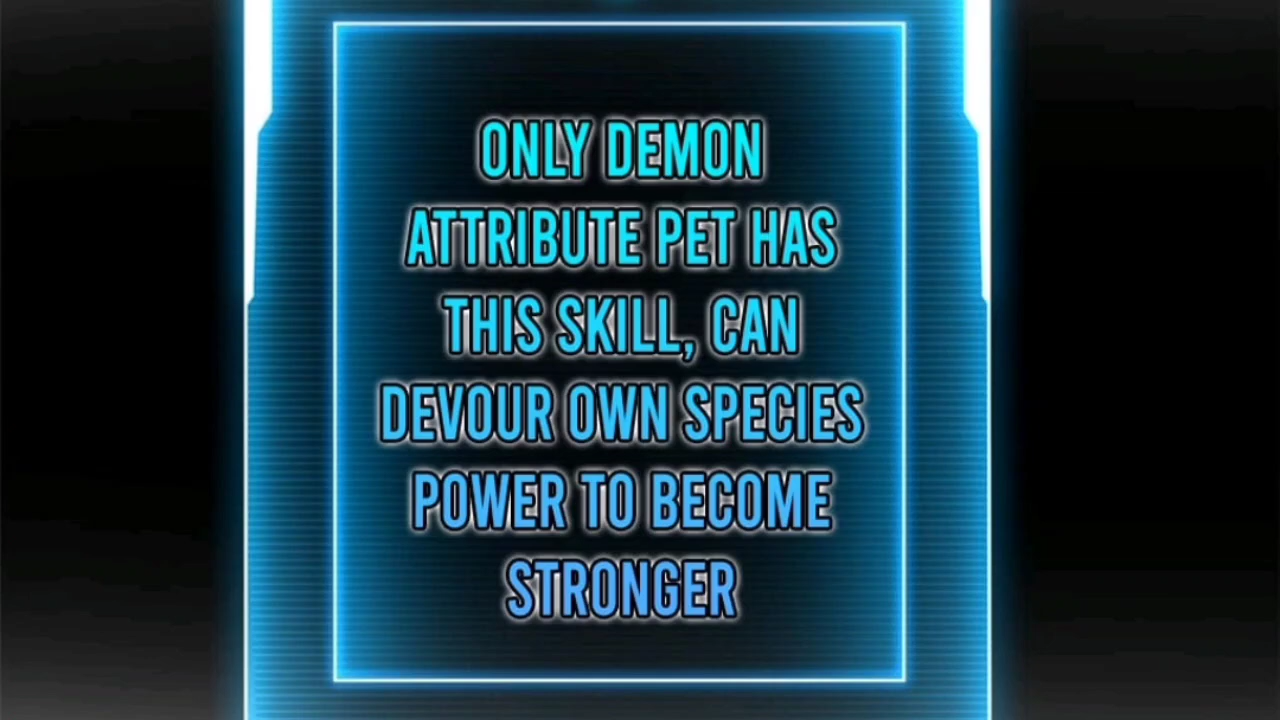 ONLY DEMON
ATTRIBUTE PET HAS
THIS SKILL, CAN
DEVOUR OWN SPECIES
POWER TO BECOME
STRONGER